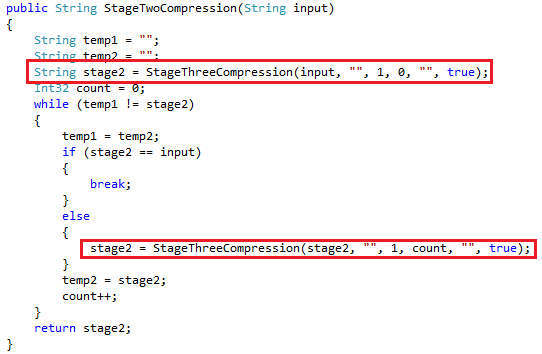 public String StageTwoCompression(String input)
{
String temp1 = "";
String temp2 = "";
String stage2 = StageThreeCompression(input, "", 1, 0, "", true);
Int32 count = 0;
while (temp1 != stage2)
{
temp1 = temp2;
if (stage2 == input)
{
break;
}
else
{
stage2 = StageThreeCompression(stage2, "", 1, count, "", true);
}
temp2 = stage2;
count++;
}
return stage2;
}